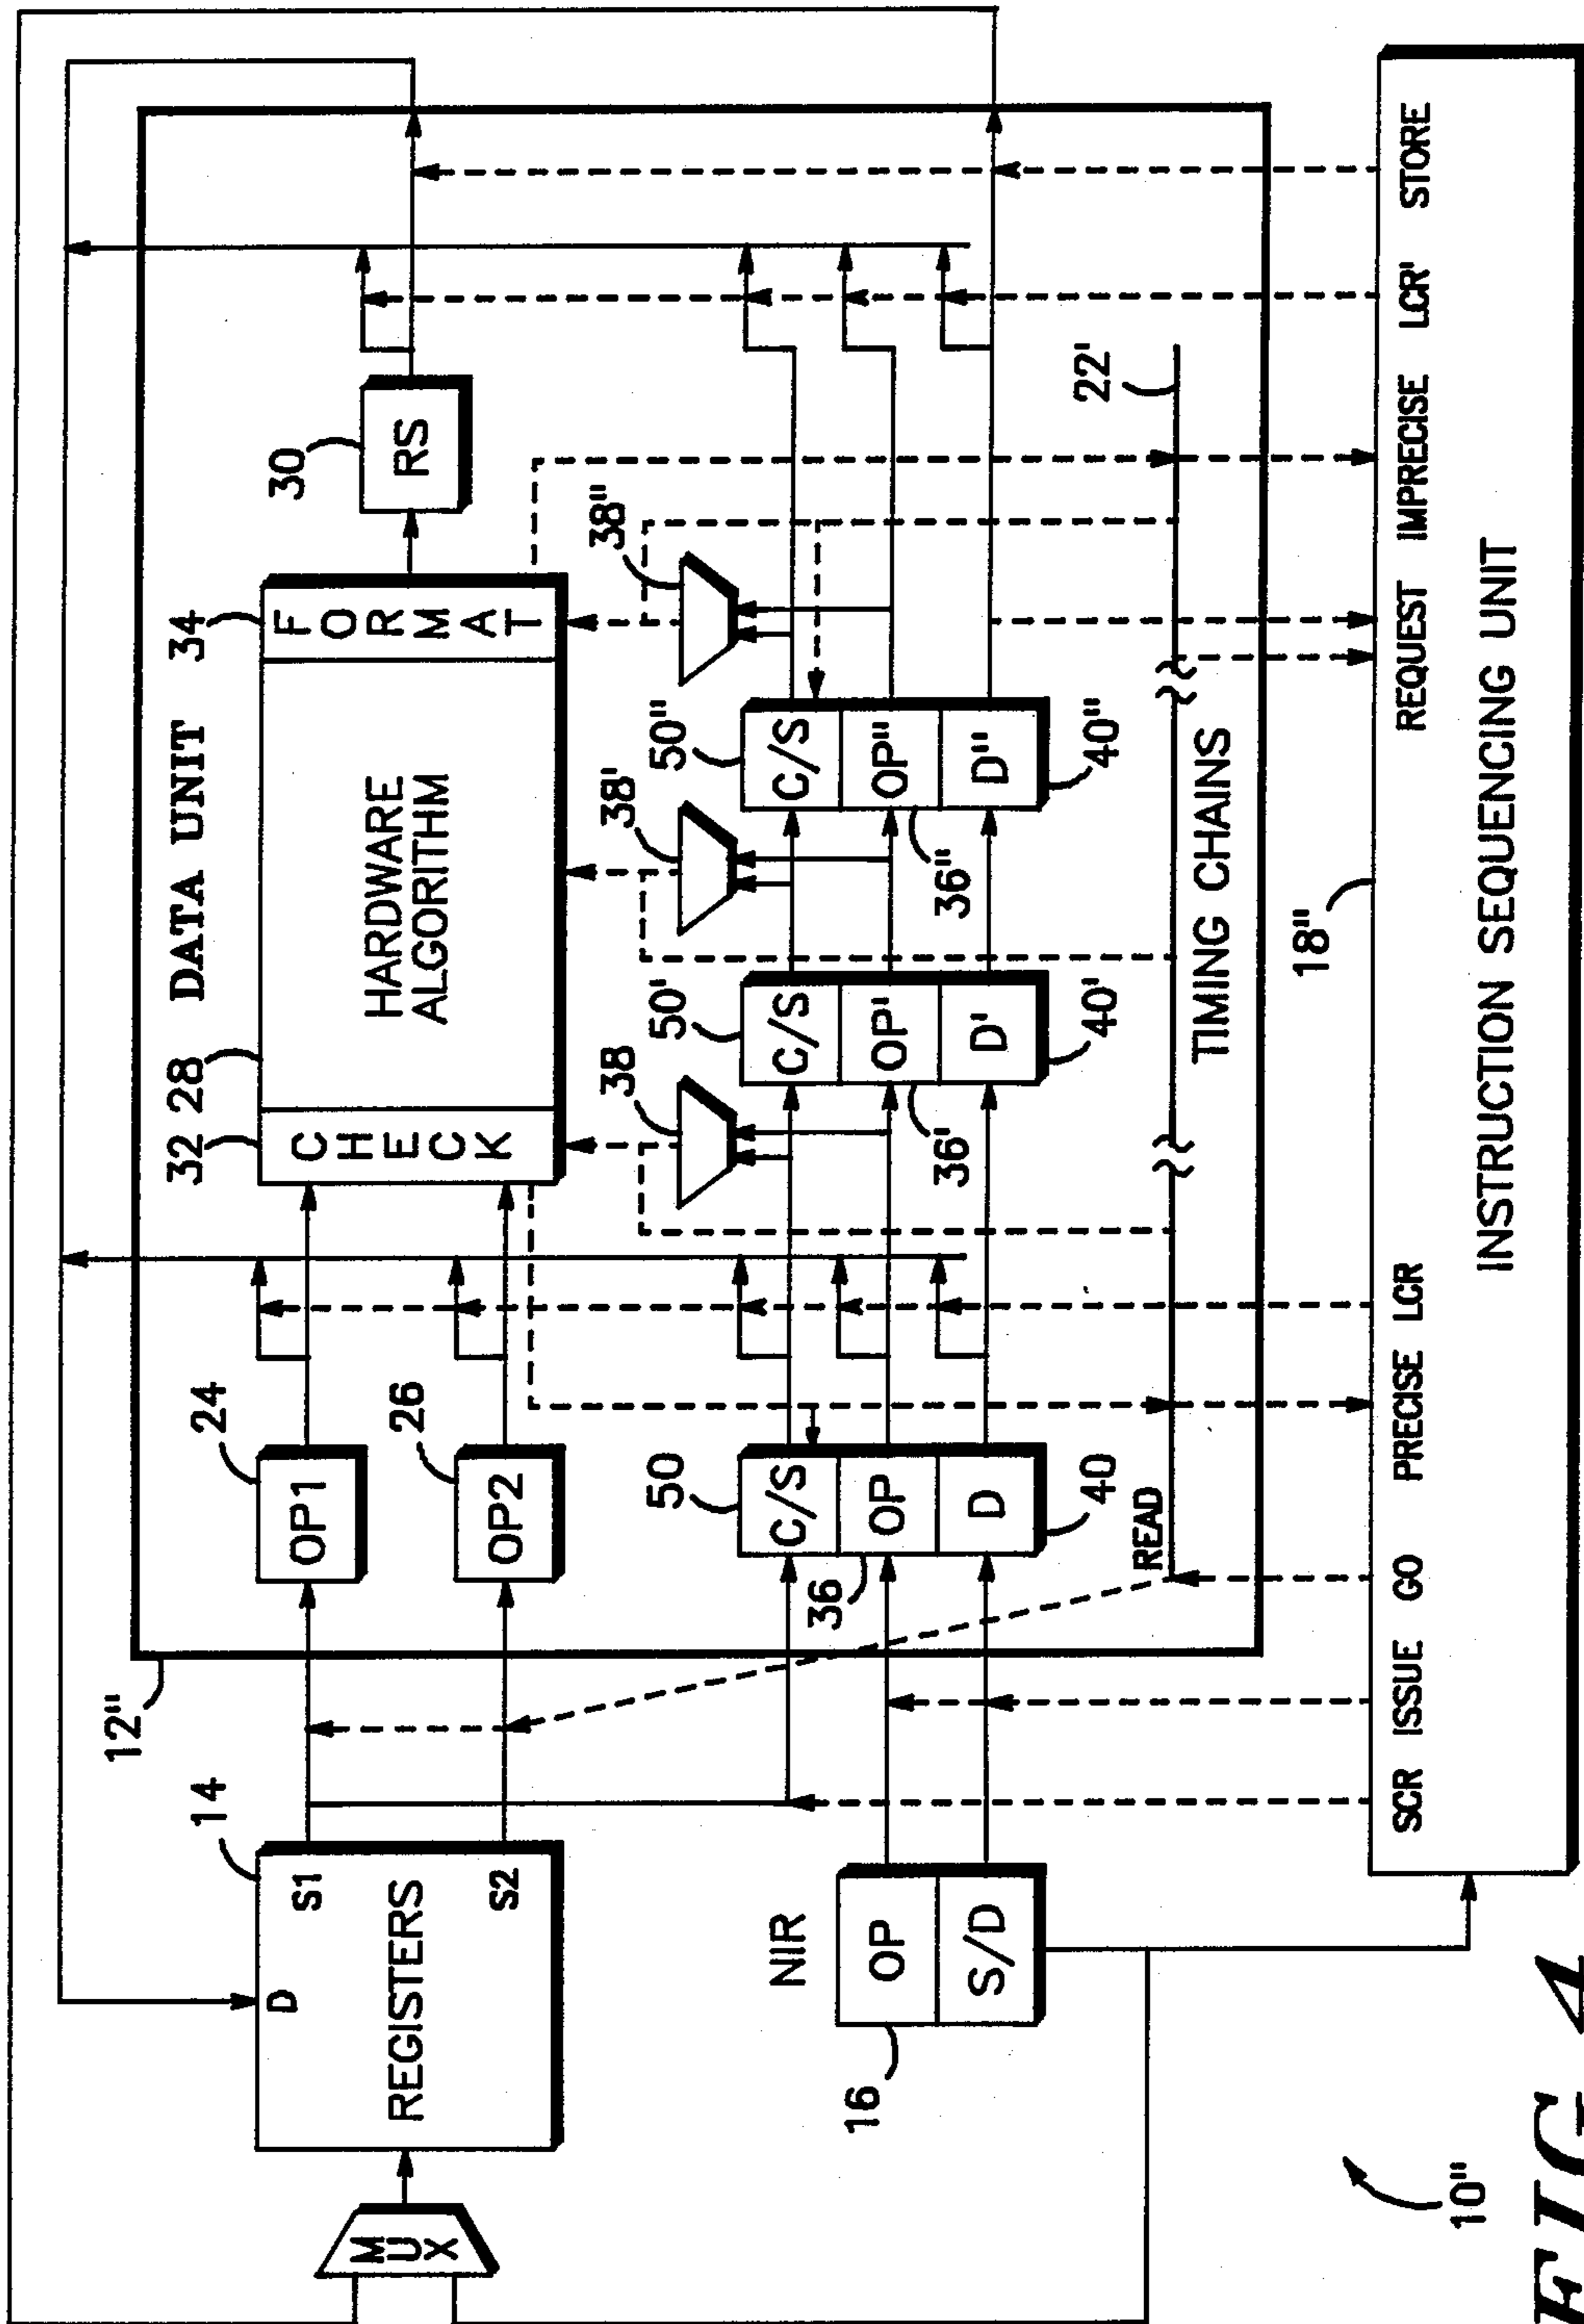 12"
DATA UNIT
14
24
32
28
34
30
MUX
REGISTERS
D
S1
S2
OP1
26
OP2
CHECK
HARDWARE
ALGORITHM
FORMAT
RS
38
38'
38"
NIR
16
OP
S/D
50
C/S
OP
D
36
40
50'
C/S
OP'
D'
36'
40'
50"
C/S
OP"
D"
36"
40"
READ
TIMING CHAINS
22'
18"
SCR ISSUE GO PRECISE LCR REQUEST IMPRECISE LCR' STORE
INSTRUCTION SEQUENCING UNIT
10"
FIG 4